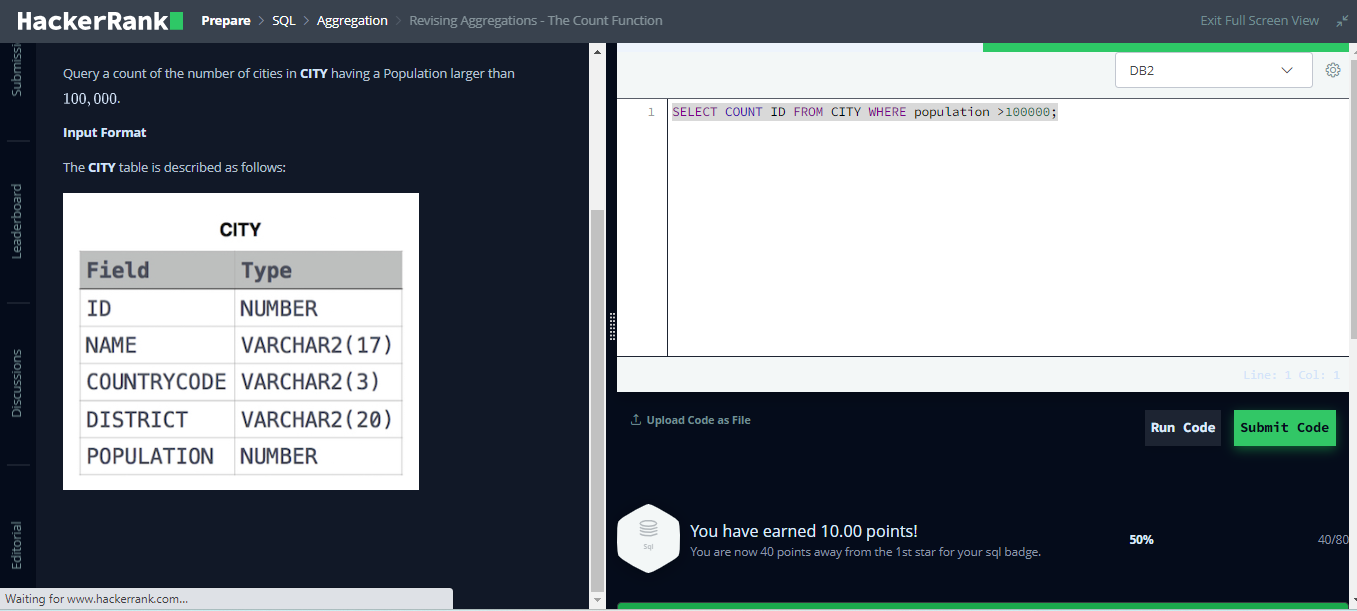 HackerRank Prepare > SQL > Aggregation > Revising Aggregations - The Count Function Exit Full Screen View
Submissi
Leaderboard
Discussions
Editorial
Query a count of the number of cities in CITY having a Population larger than
100,000.
Input Format
The CITY table is described as follows:
CITY
Field Type
ID NUMBER
NAME VARCHAR2(17)
COUNTRYCODE VARCHAR2(3)
DISTRICT VARCHAR2(20)
POPULATION NUMBER
DB2
1 SELECT COUNT ID FROM CITY WHERE population >100000;
Line: 1 Col: 1
Upload Code as File
Run Code Submit Code
Sql
You have earned 10.00 points!
You are now 40 points away from the 1st star for your sql badge.
50% 40/80
Waiting for www.hackerrank.com...